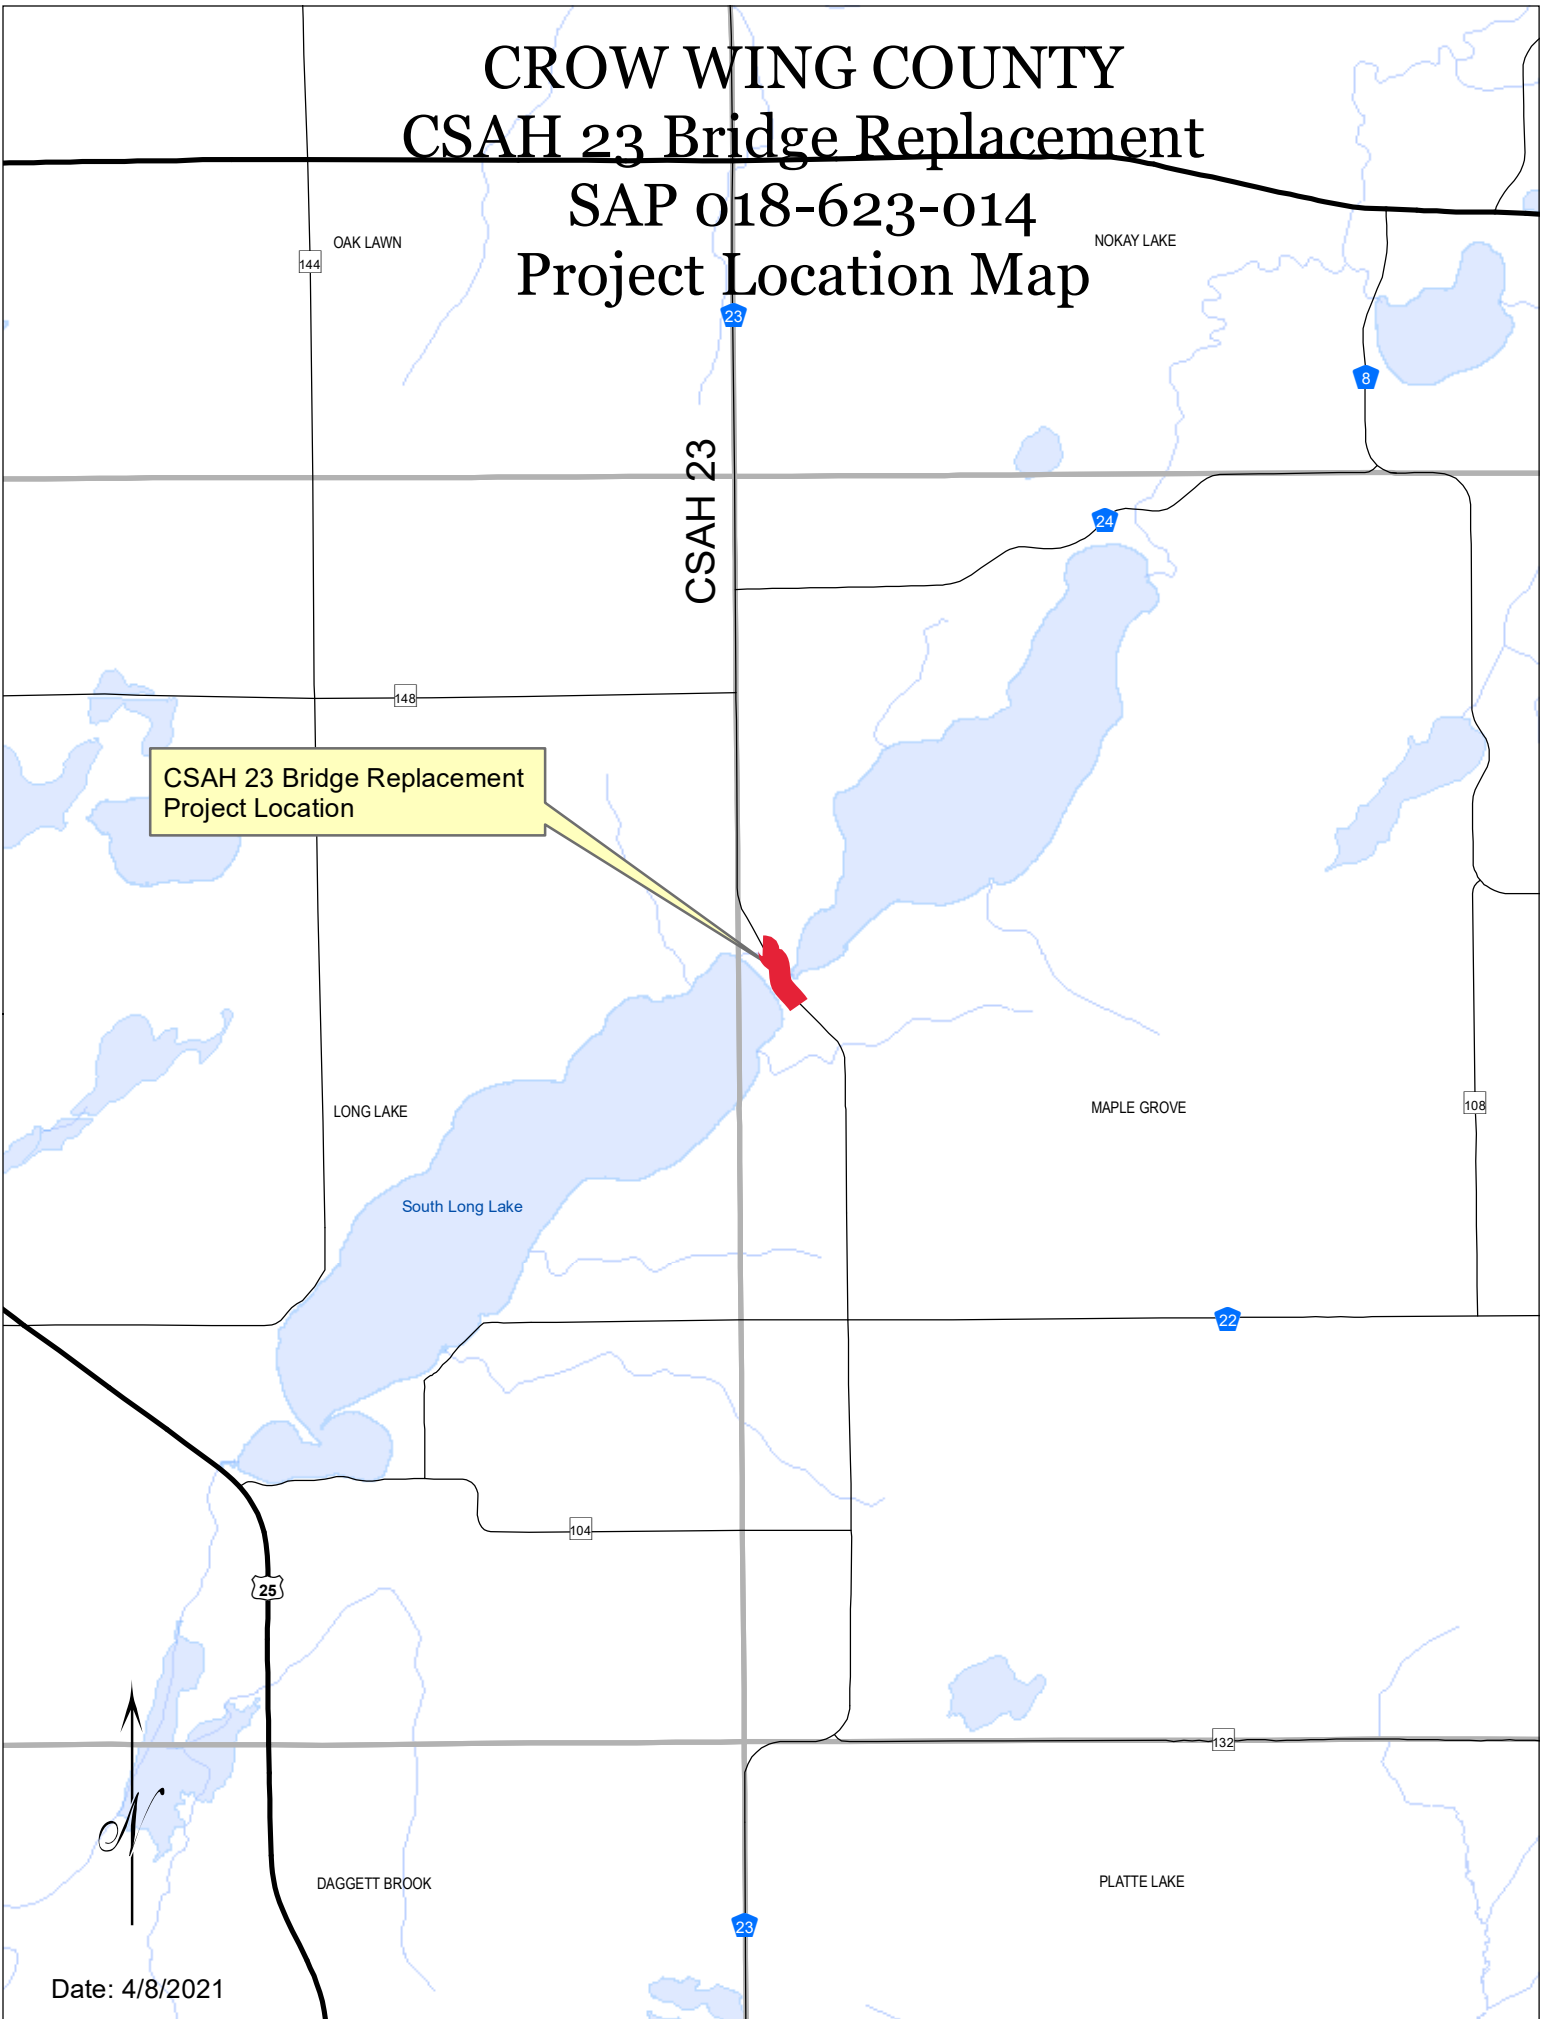 CROW WING COUNTY
CSAH 23 Bridge Replacement
SAP 018-623-014
Project Location Map
OAK LAWN
NOKAY LAKE
144
23
8
CSAH 23
24
148
CSAH 23 Bridge Replacement
Project Location
LONG LAKE
MAPLE GROVE
108
South Long Lake
22
104
25
132
N
DAGGETT BROOK
PLATTE LAKE
23
Date: 4/8/2021